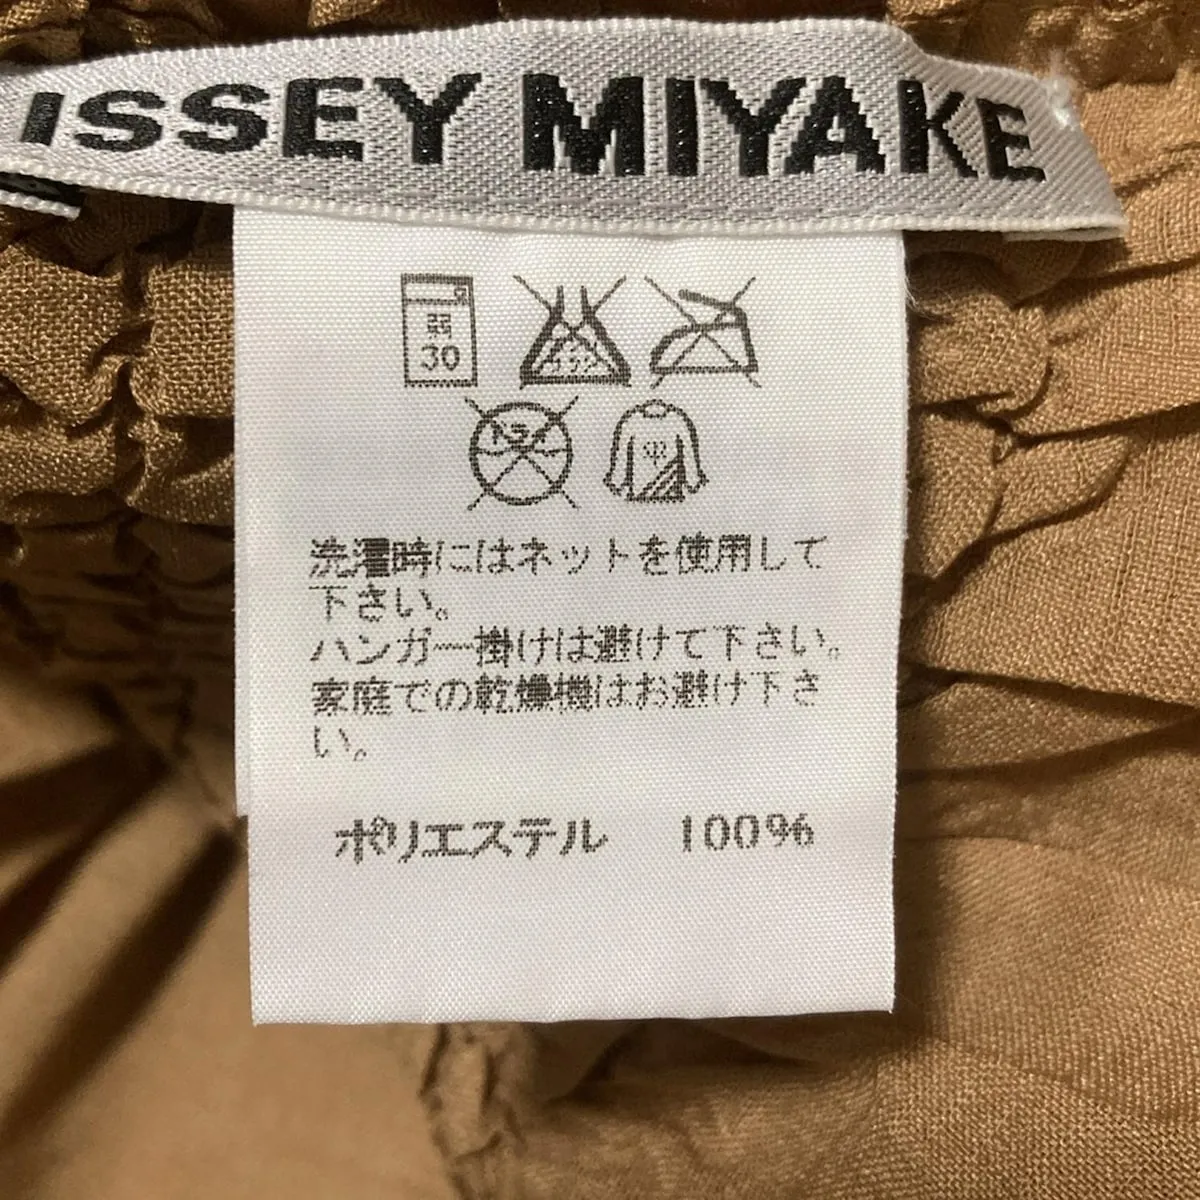 ISSEY MIYAKE
弱
30
洗濯時にはネットを使用して
下さい。
ハンガー掛けは避けて下さい。
家庭での乾燥機はお避け下さ
い。
ポリエステル 100%